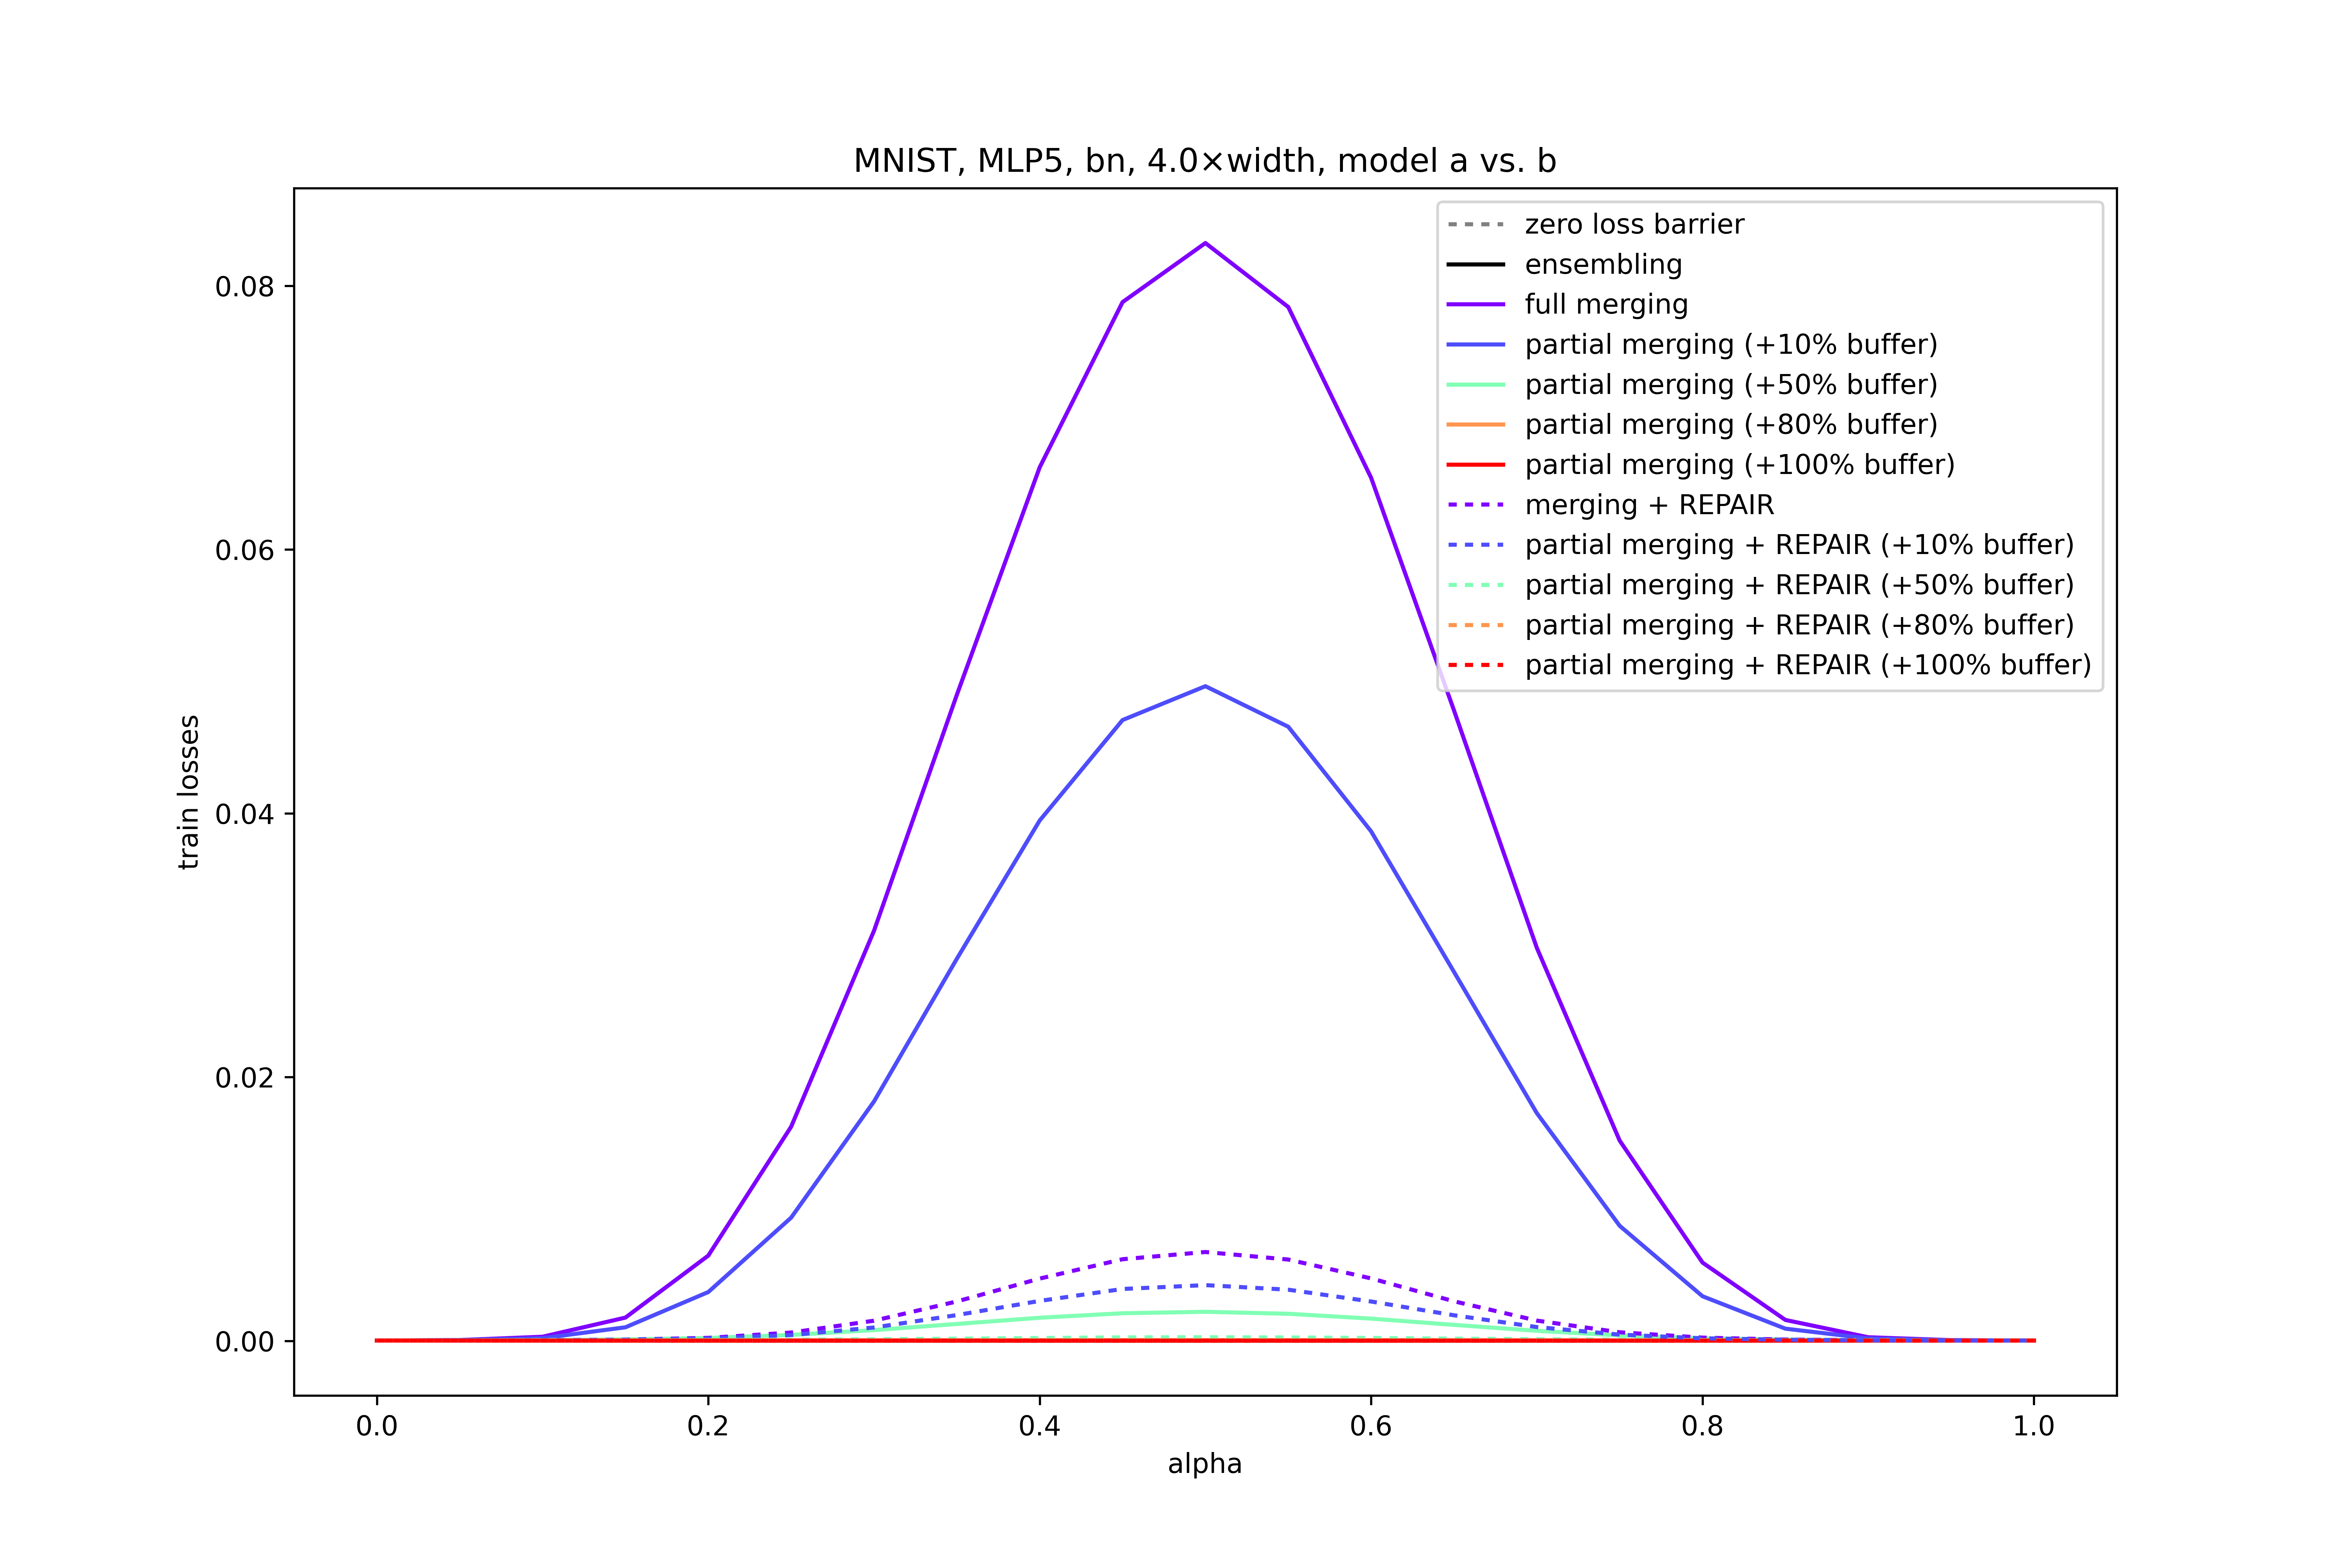 MNIST, MLP5, bn, 4.0×width, model a vs. b
zero loss barrier
ensembling
full merging
partial merging (+10% buffer)
partial merging (+50% buffer)
partial merging (+80% buffer)
partial merging (+100% buffer)
merging + REPAIR
partial merging + REPAIR (+10% buffer)
partial merging + REPAIR (+50% buffer)
partial merging + REPAIR (+80% buffer)
partial merging + REPAIR (+100% buffer)
train losses
0.08
0.06
0.04
0.02
0.00
0.0 0.2 0.4 0.6 0.8 1.0
alpha